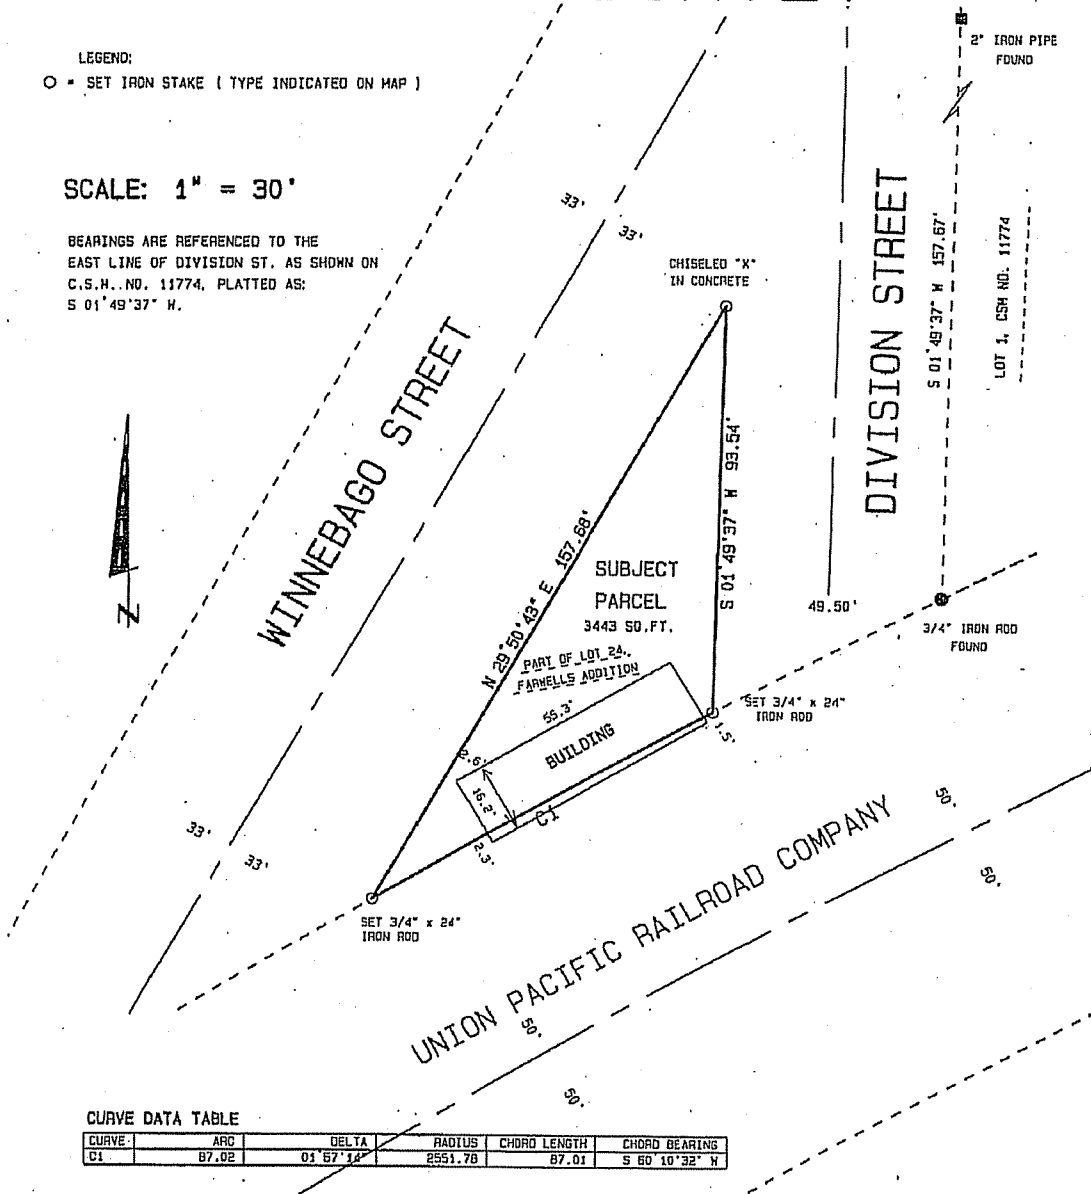 LEGEND:
O = SET IRON STAKE ( TYPE INDICATED ON MAP )
2" IRON PIPE
FOUND
SCALE: 1" = 30'
BEARINGS ARE REFERENCED TO THE
EAST LINE OF DIVISION ST. AS SHOWN ON
C.S.M. NO. 11774, PLATTED AS:
S 01°49'37" W.
33'
33'
CHISELED "X"
IN CONCRETE
WINNEBAGO STREET
DIVISION STREET
S 01°49'37" W 157.67'
LOT 1, CSM NO. 11774
N 29°50'43" E 157.68'
S 01°49'37" W 93.54'
SUBJECT
PARCEL
3443 SQ.FT.
PART OF LOT 24,
FARWELLS ADDITION
49.50'
3/4" IRON ROD
FOUND
SET 3/4" x 24"
IRON ROD
55.3'
BUILDING
1.5'
2.6'
16.2'
C1
2.3'
33'
33'
SET 3/4" x 24"
IRON ROD
UNION PACIFIC RAILROAD COMPANY
50'
50'
50'
50'
N
CURVE DATA TABLE
CURVE ARC DELTA RADIUS CHORD LENGTH CHORD BEARING
C1 87.02 01°57'14" 2551.78 87.01 S 60°10'32" W